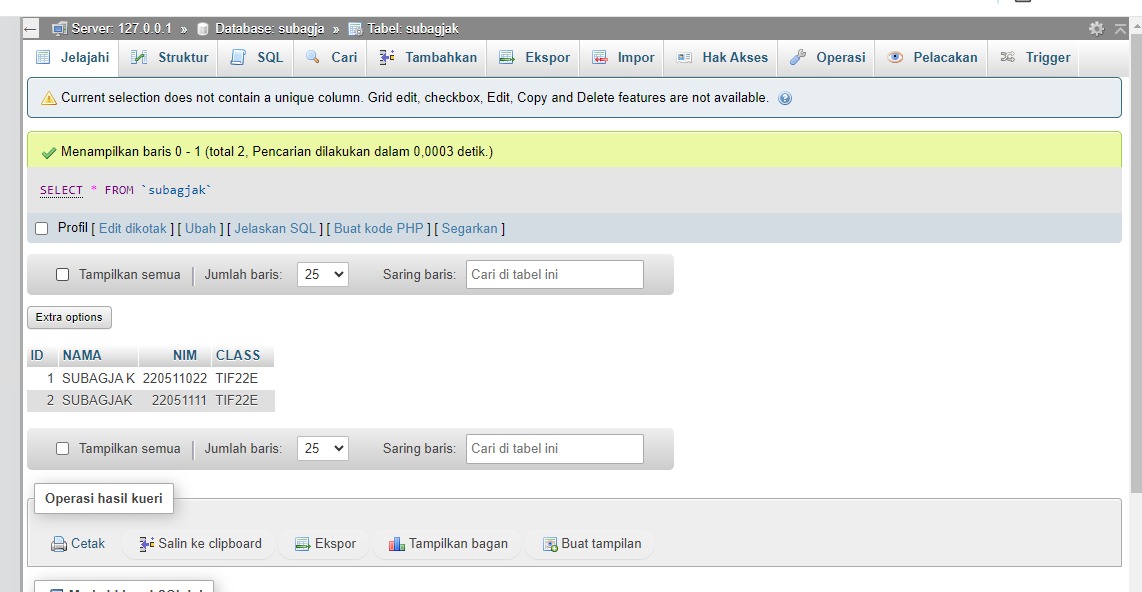 Server: 127.0.0.1 » Database: subagja » Tabel: subagjak
Jelajahi Struktur SQL Cari Tambahkan Ekspor Impor Hak Akses Operasi Pelacakan Trigger
Current selection does not contain a unique column. Grid edit, checkbox, Edit, Copy and Delete features are not available.
Menampilkan baris 0 - 1 (total 2, Pencarian dilakukan dalam 0,0003 detik.)
SELECT * FROM `subagjak`
Profil [ Edit dikotak ] [ Ubah ] [ Jelaskan SQL ] [ Buat kode PHP ] [ Segarkan ]
Tampilkan semua | Jumlah baris: 25 Saring baris: Cari di tabel ini
Extra options
ID NAMA NIM CLASS
1 SUBAGJA K 220511022 TIF22E
2 SUBAGJAK 22051111 TIF22E
Tampilkan semua | Jumlah baris: 25 Saring baris: Cari di tabel ini
Operasi hasil kueri
Cetak Salin ke clipboard Ekspor Tampilkan bagan Buat tampilan